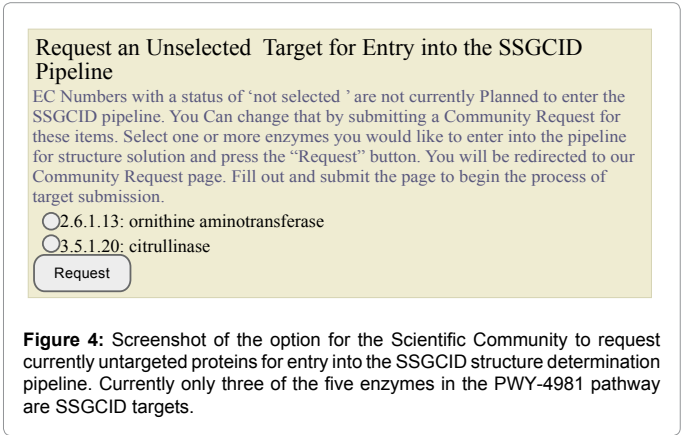 Request an Unselected Target for Entry into the SSGCID
Pipeline
EC Numbers with a status of ‘not selected ’ are not currently Planned to enter the
SSGCID pipeline. You Can change that by submitting a Community Request for
these items. Select one or more enzymes you would like to enter into the pipeline
for structure solution and press the “Request” button. You will be redirected to our
Community Request page. Fill out and submit the page to begin the process of
target submission.
2.6.1.13: ornithine aminotransferase
3.5.1.20: citrullinase
Request
Figure 4: Screenshot of the option for the Scientific Community to request
currently untargeted proteins for entry into the SSGCID structure determination
pipeline. Currently only three of the five enzymes in the PWY-4981 pathway
are SSGCID targets.